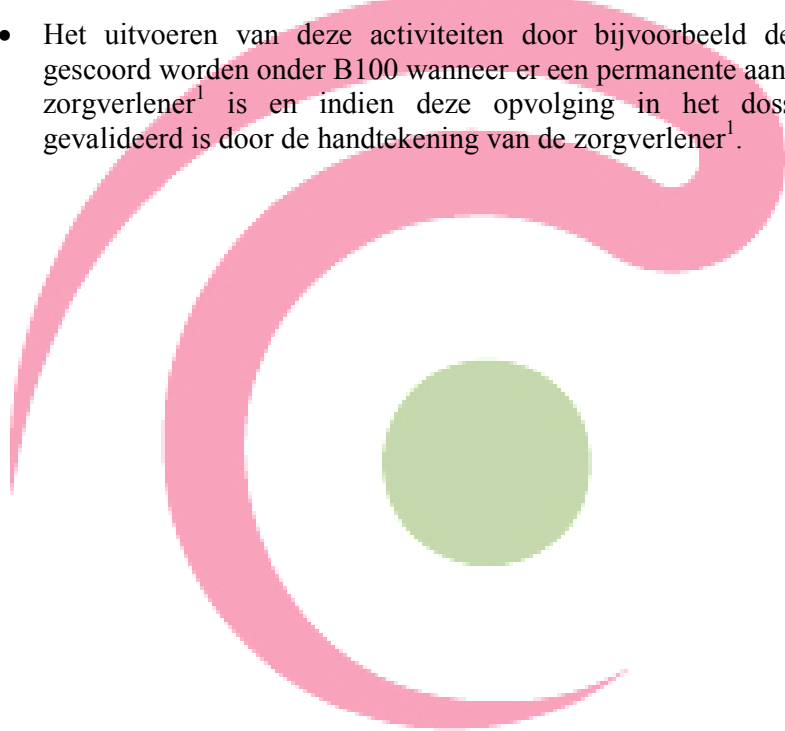 • Het uitvoeren van deze activiteiten door bijvoorbeeld de
gescoord worden onder B100 wanneer er een permanente aan
zorgverlener¹ is en indien deze opvolging in het doss
gevalideerd is door de handtekening van de zorgverlener¹.